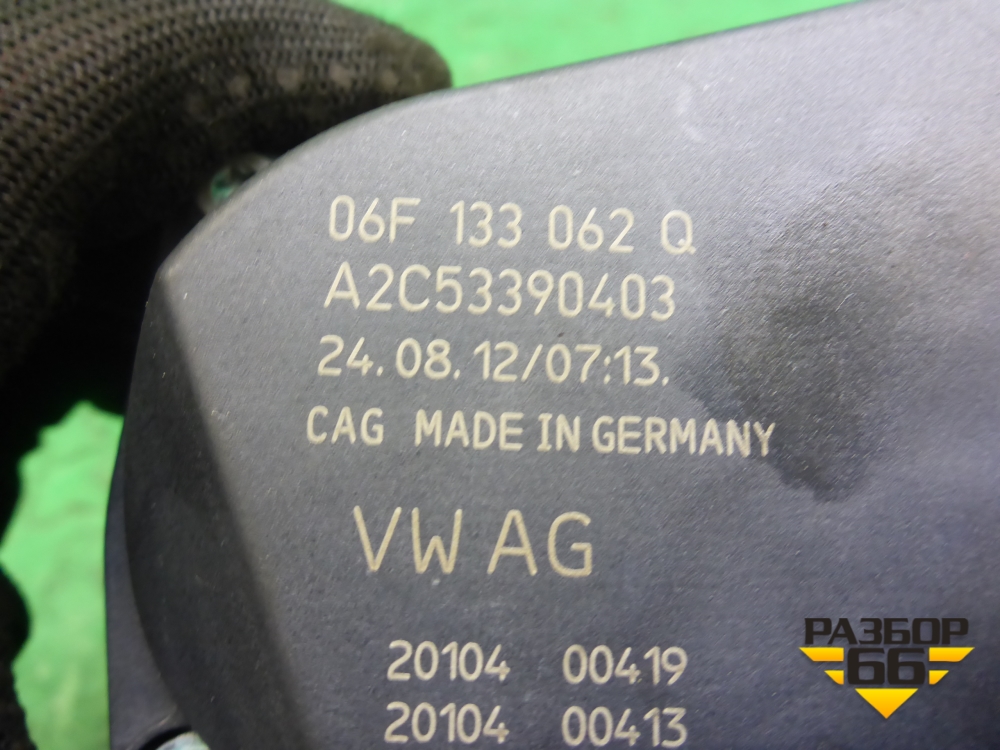 06F 133 062 Q
A2C53390403
24.08.12/07:13.
CAG MADE IN GERMANY
VW AG
20104 00419
20104 00413
РАЗБОР
66